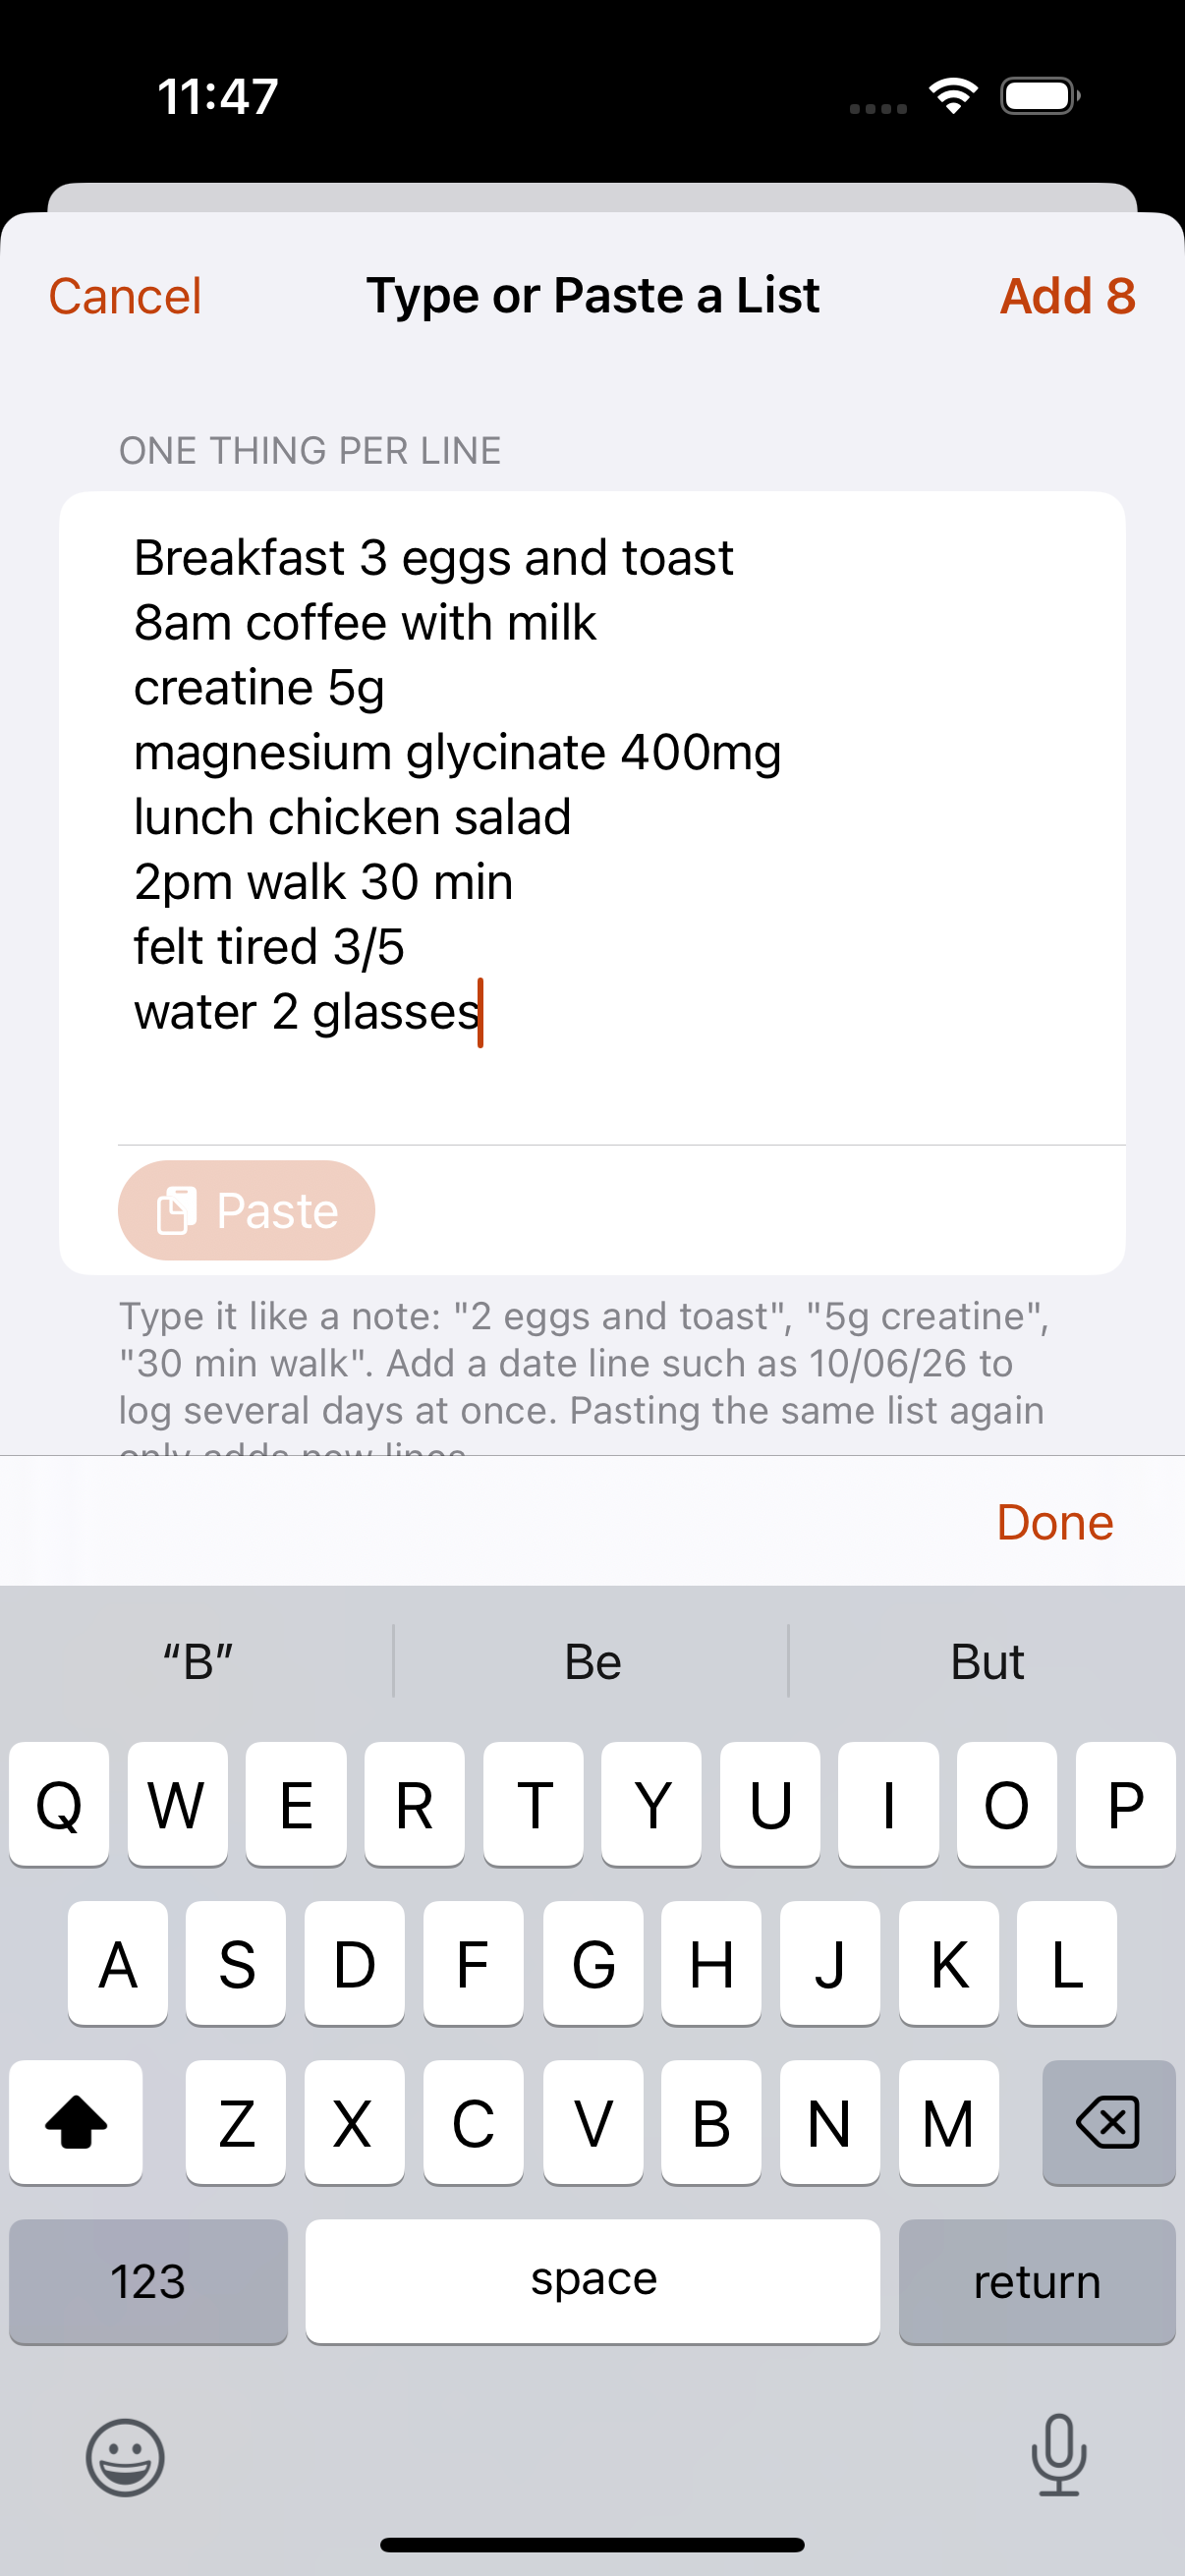 11:47
Cancel
Type or Paste a List
Add 8
ONE THING PER LINE
Breakfast 3 eggs and toast
8am coffee with milk
creatine 5g
magnesium glycinate 400mg
lunch chicken salad
2pm walk 30 min
felt tired 3/5
water 2 glasses
Paste
Type it like a note: "2 eggs and toast", "5g creatine",
"30 min walk". Add a date line such as 10/06/26 to
log several days at once. Pasting the same list again
only adds new lines.
Done
“B” Be But
Q W E R T Y U I O P
A S D F G H J K L
Z X C V B N M
123 space return